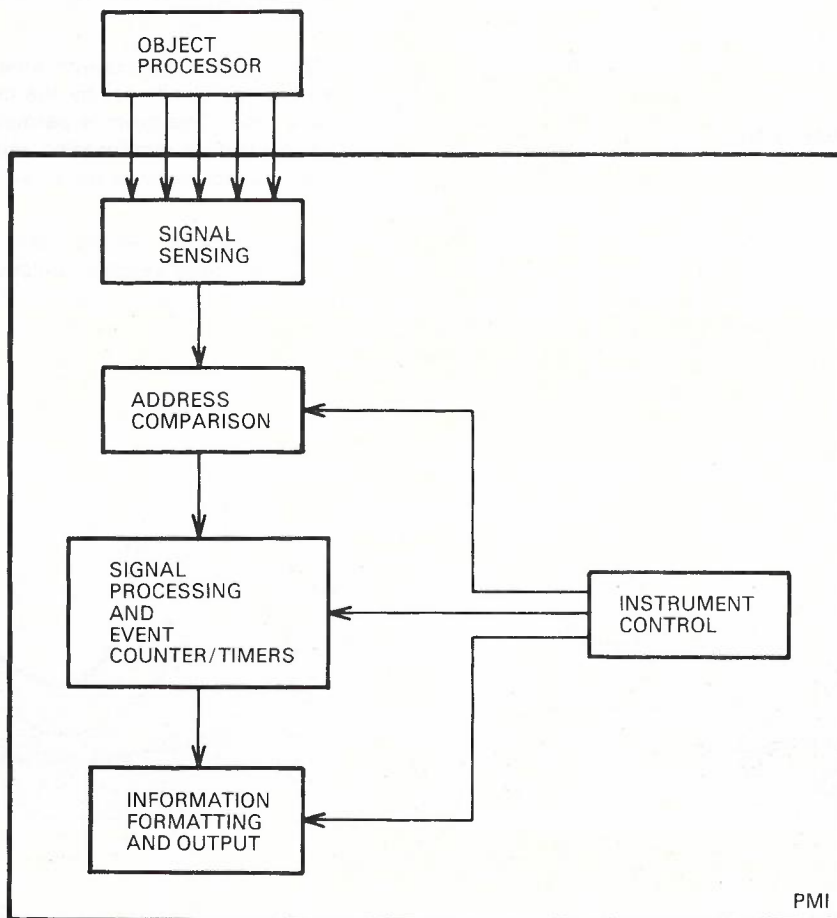 OBJECT
PROCESSOR
SIGNAL
SENSING
ADDRESS
COMPARISON
SIGNAL
PROCESSING
AND
EVENT
COUNTER/TIMERS
INSTRUMENT
CONTROL
INFORMATION
FORMATTING
AND OUTPUT
PMI